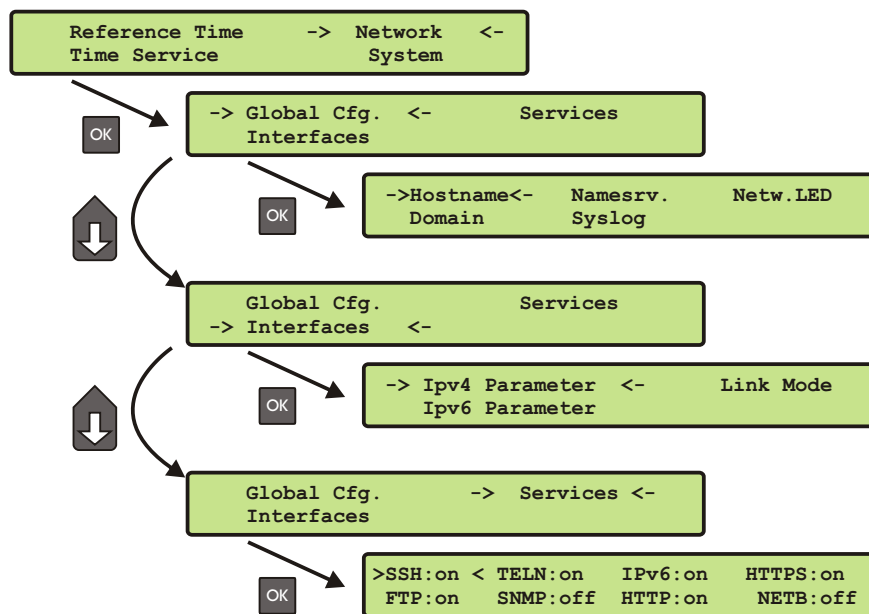 Reference Time -> Network <-
Time Service System
OK
-> Global Cfg. <- Services
Interfaces
OK
->Hostname<- Namesrv. Netw.LED
Domain Syslog
Global Cfg. Services
-> Interfaces <-
OK
-> Ipv4 Parameter <- Link Mode
Ipv6 Parameter
Global Cfg. -> Services <-
Interfaces
OK
>SSH:on < TELN:on IPv6:on HTTPS:on
FTP:on SNMP:off HTTP:on NETB:off